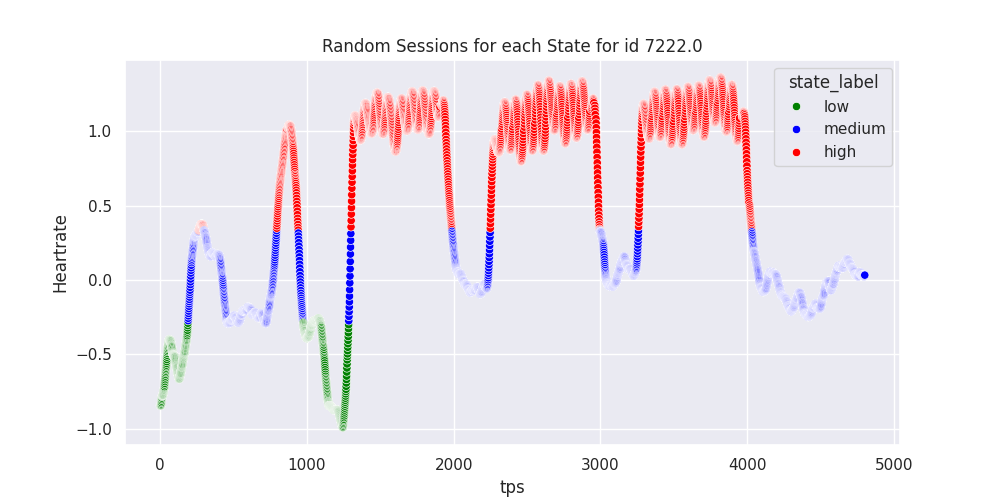 Random Sessions for each State for id 7222.0
state_label
low
medium
high
Heartrate
1.0
0.5
0.0
−0.5
−1.0
0 1000 2000 3000 4000 5000
tps